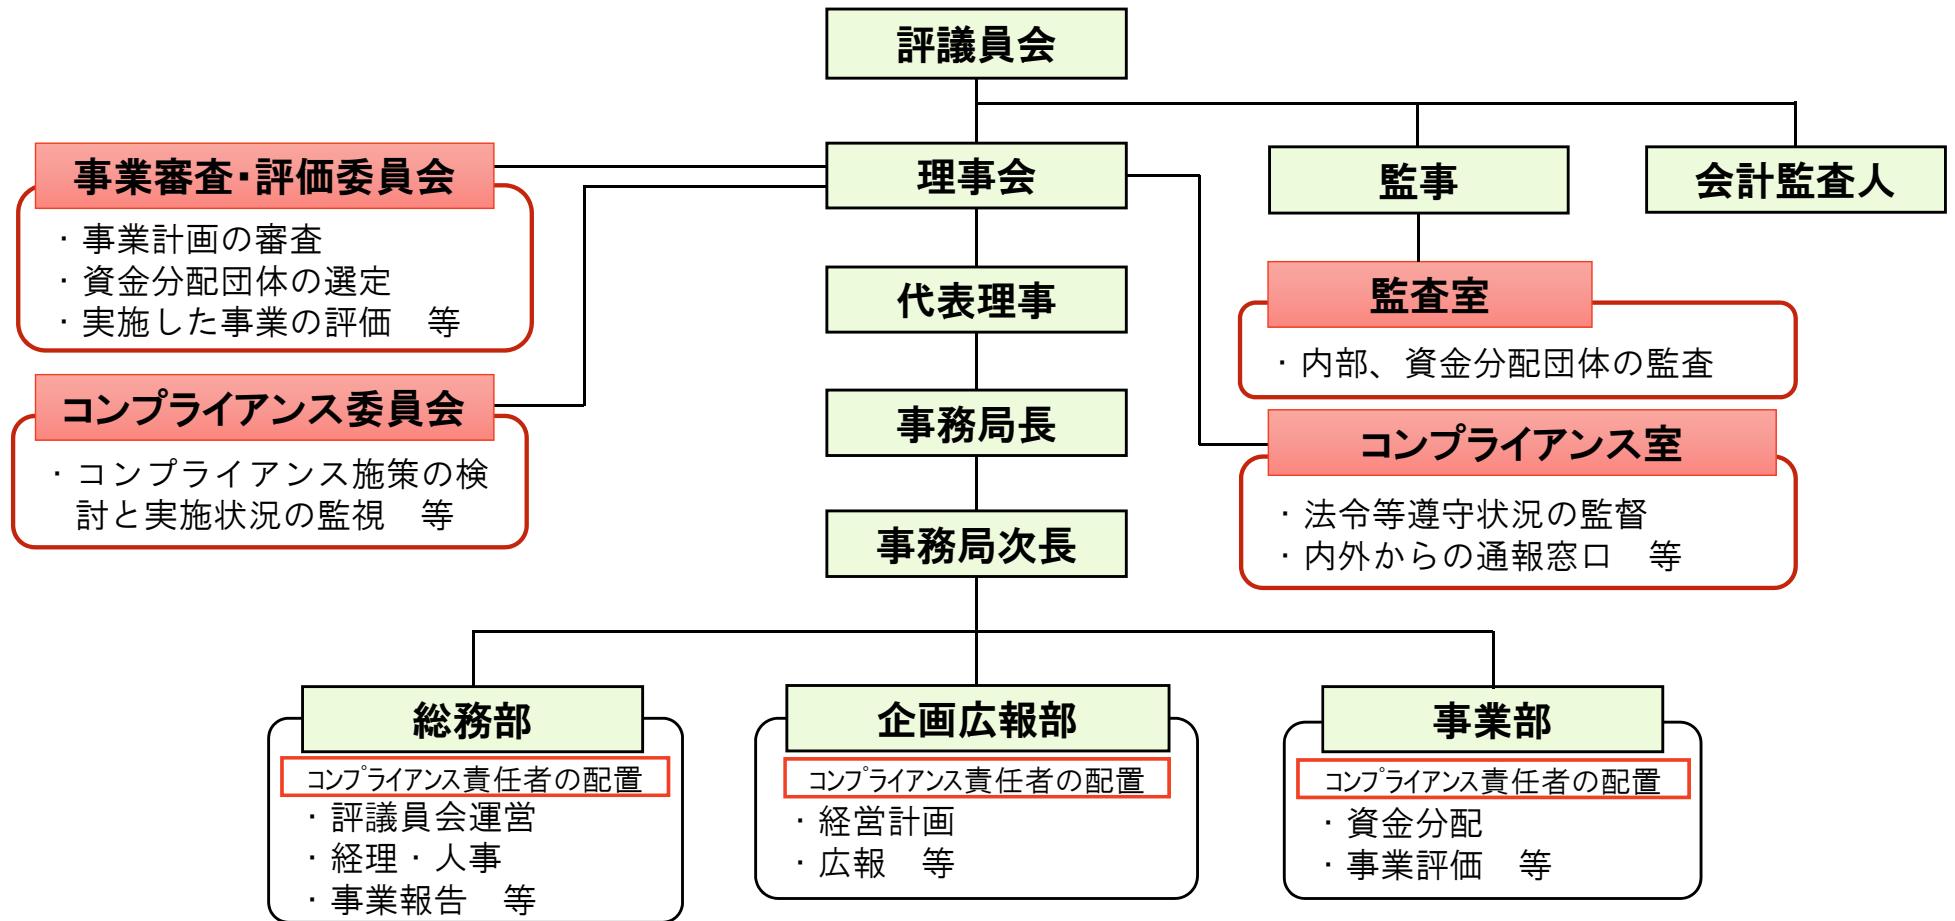 評議員会
事業審査・評価委員会
・事業計画の審査
・資金分配団体の選定
・実施した事業の評価　等
理事会
監事
会計監査人
代表理事
監査室
・内部、資金分配団体の監査
コンプライアンス委員会
・コンプライアンス施策の検
討と実施状況の監視　等
事務局長
コンプライアンス室
・法令等遵守状況の監督
・内外からの通報窓口　等
事務局次長
総務部
コンプライアンス責任者の配置
・評議員会運営
・経理・人事
・事業報告　等
企画広報部
コンプライアンス責任者の配置
・経営計画
・広報　等
事業部
コンプライアンス責任者の配置
・資金分配
・事業評価　等